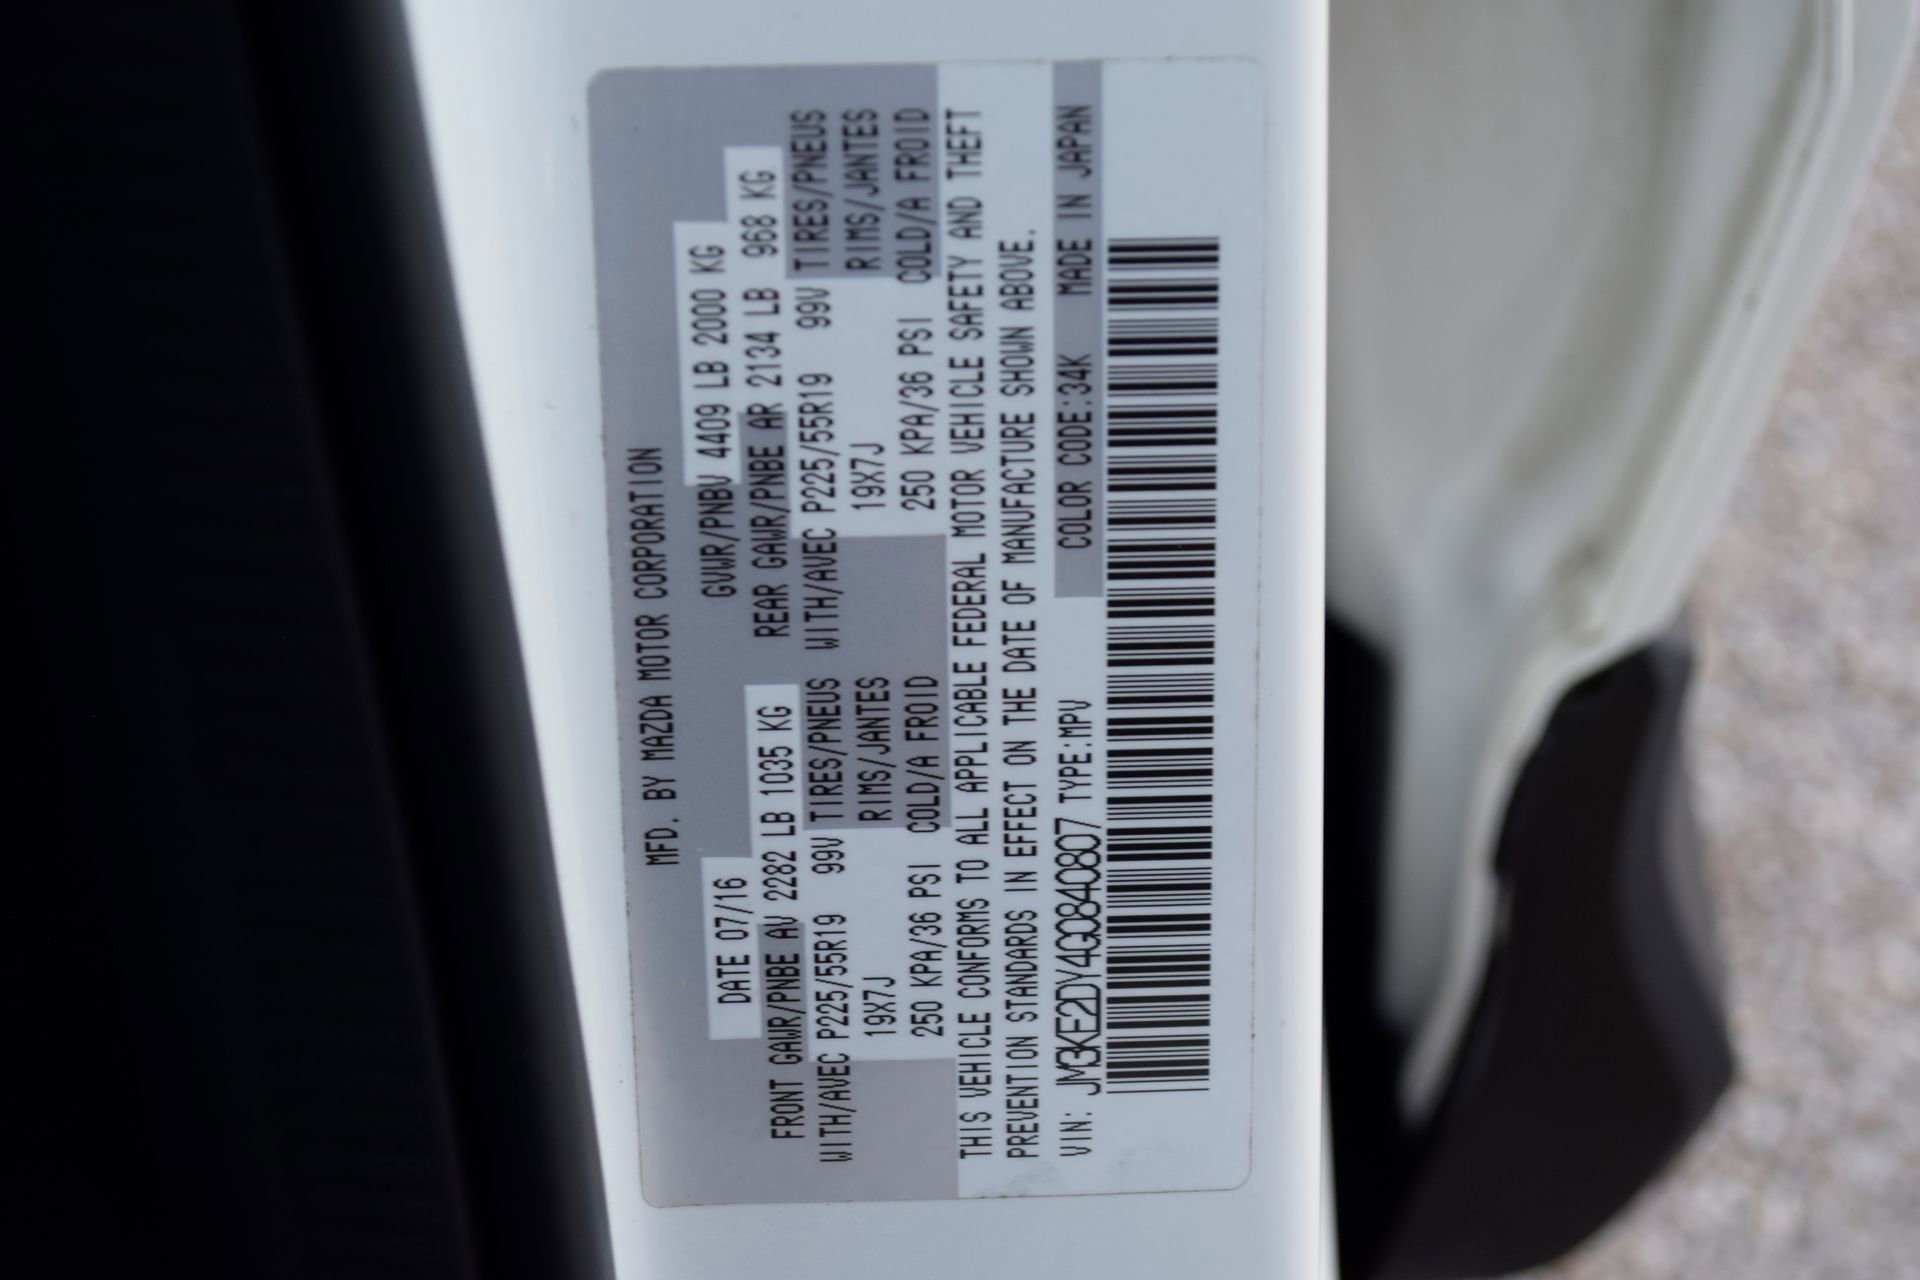 MFD. BY MAZDA MOTOR CORPORATION
DATE 07/16 GVWR/PNBV 4409 LB 2000 KG
FRONT GAWR/PNBE AV 2282 LB 1035 KG REAR GAWR/PNBE AR 2134 LB 968 KG
WITH/AVEC P225/55R19 99V TIRES/PNEUS WITH/AVEC P225/55R19 99V TIRES/PNEUS
19X7J RIMS/JANTES 19X7J RIMS/JANTES
250 KPA/36 PSI COLD/A FROID 250 KPA/36 PSI COLD/A FROID
THIS VEHICLE CONFORMS TO ALL APPLICABLE FEDERAL MOTOR VEHICLE SAFETY AND THEFT
PREVENTION STANDARDS IN EFFECT ON THE DATE OF MANUFACTURE SHOWN ABOVE.
VIN: JM3KE2DY4G0840807 TYPE:MPV COLOR CODE:34K MADE IN JAPAN